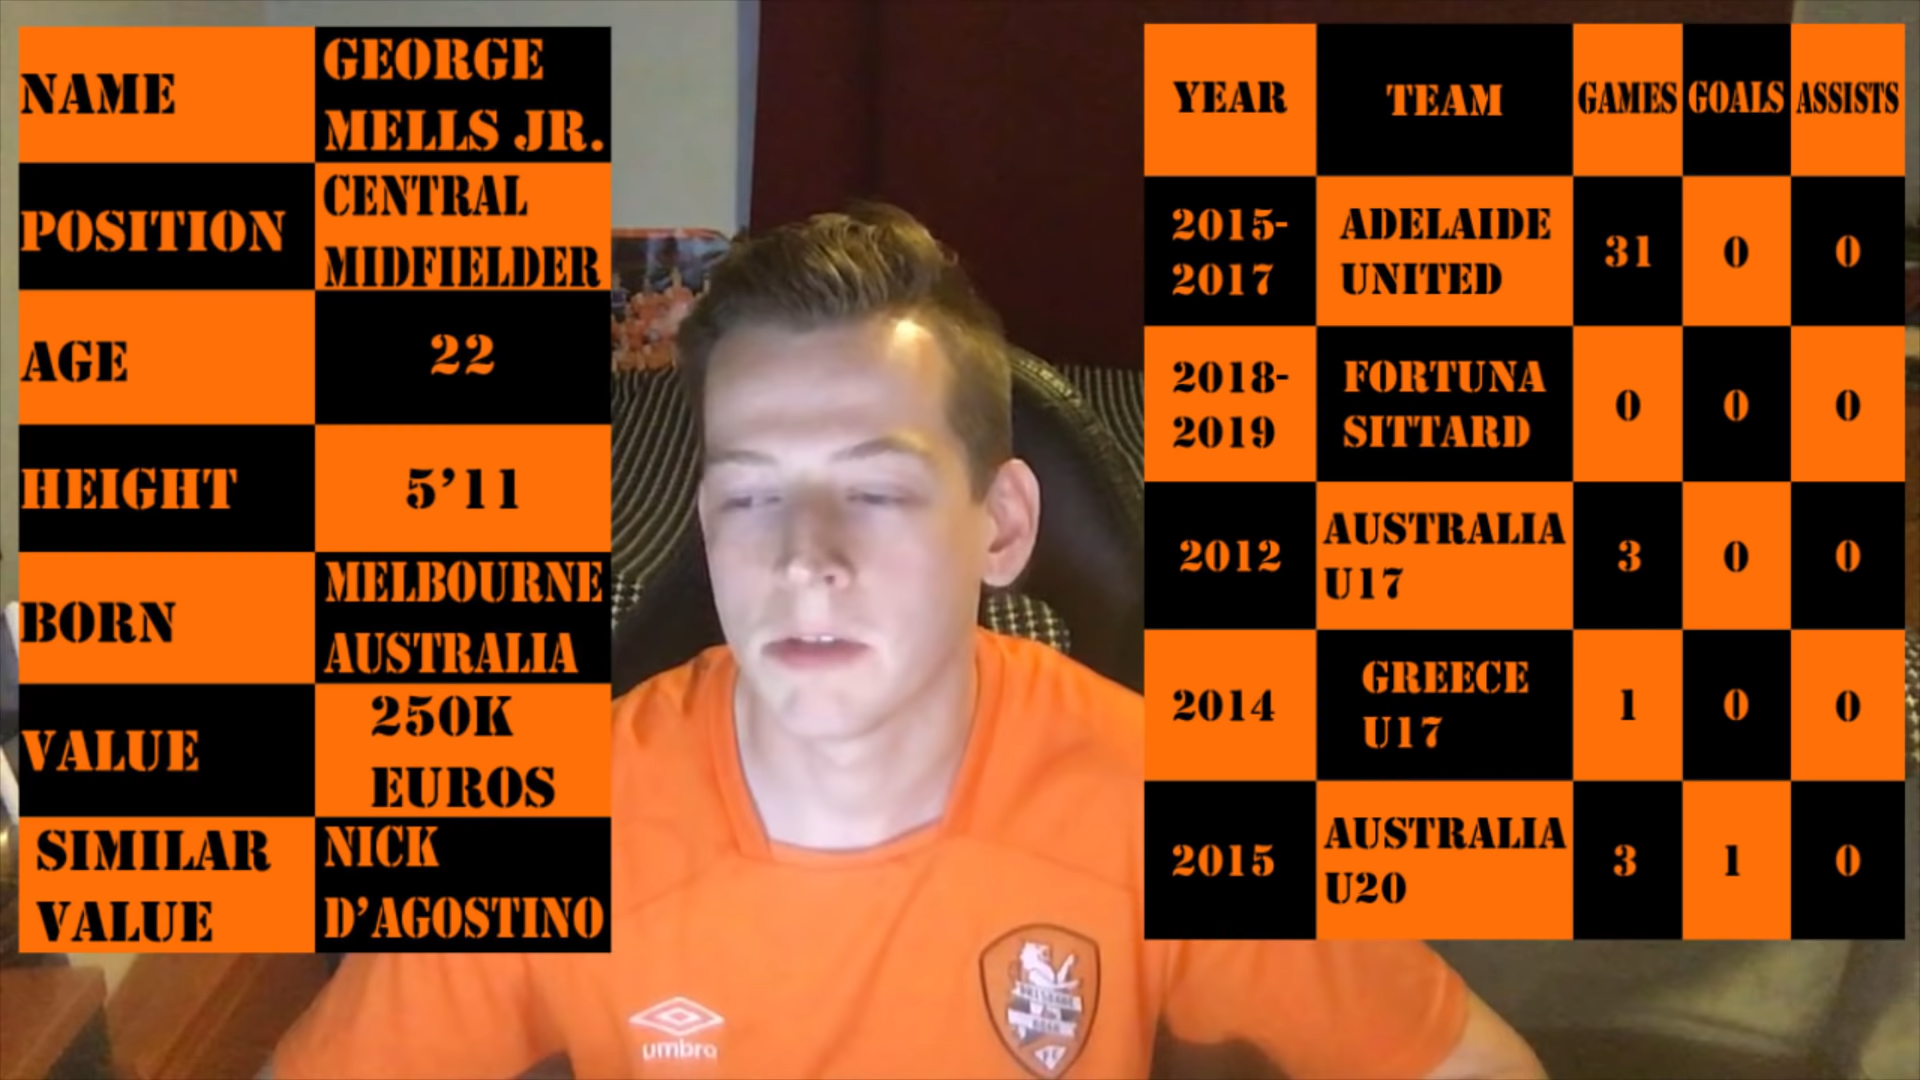 NAME
GEORGE
MELLS JR.
POSITION
CENTRAL
MIDFIELDER
AGE
22
HEIGHT
5’11
BORN
MELBOURNE
AUSTRALIA
VALUE
250K
EUROS
SIMILAR
VALUE
NICK
D’AGOSTINO
YEAR TEAM GAMES GOALS ASSISTS
2015-
2017
ADELAIDE
UNITED
31 0 0
2018-
2019
FORTUNA
SITTARD
0 0 0
2012
AUSTRALIA
U17
3 0 0
2014
GREECE
U17
1 0 0
2015
AUSTRALIA
U20
3 1 0
umbro
BRISBANE
ROAR